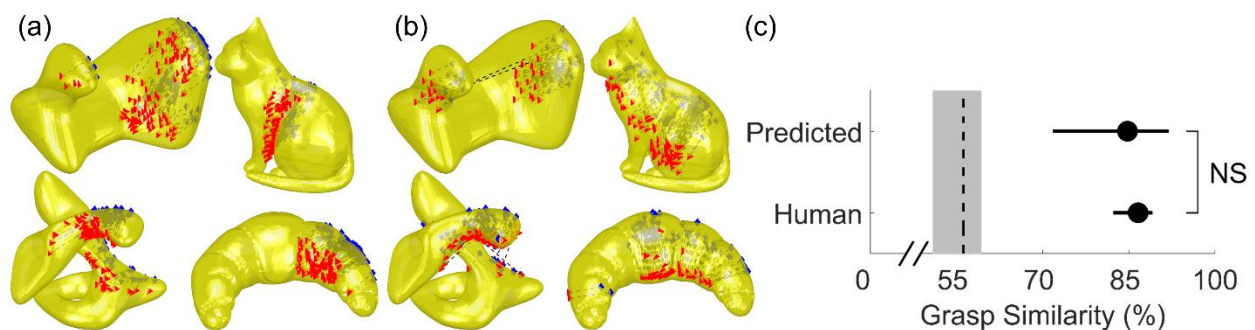 (a)
(b)
(c)
Predicted
Human
NS
0 55 70 85 100
Grasp Similarity (%)